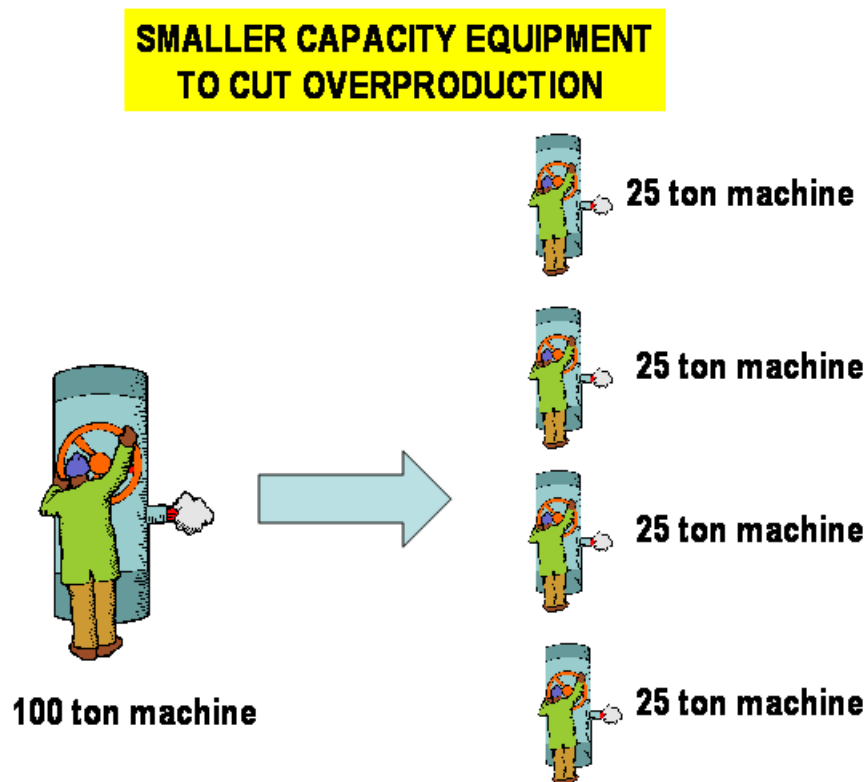 SMALLER CAPACITY EQUIPMENT
TO CUT OVERPRODUCTION
25 ton machine
25 ton machine
25 ton machine
25 ton machine
100 ton machine